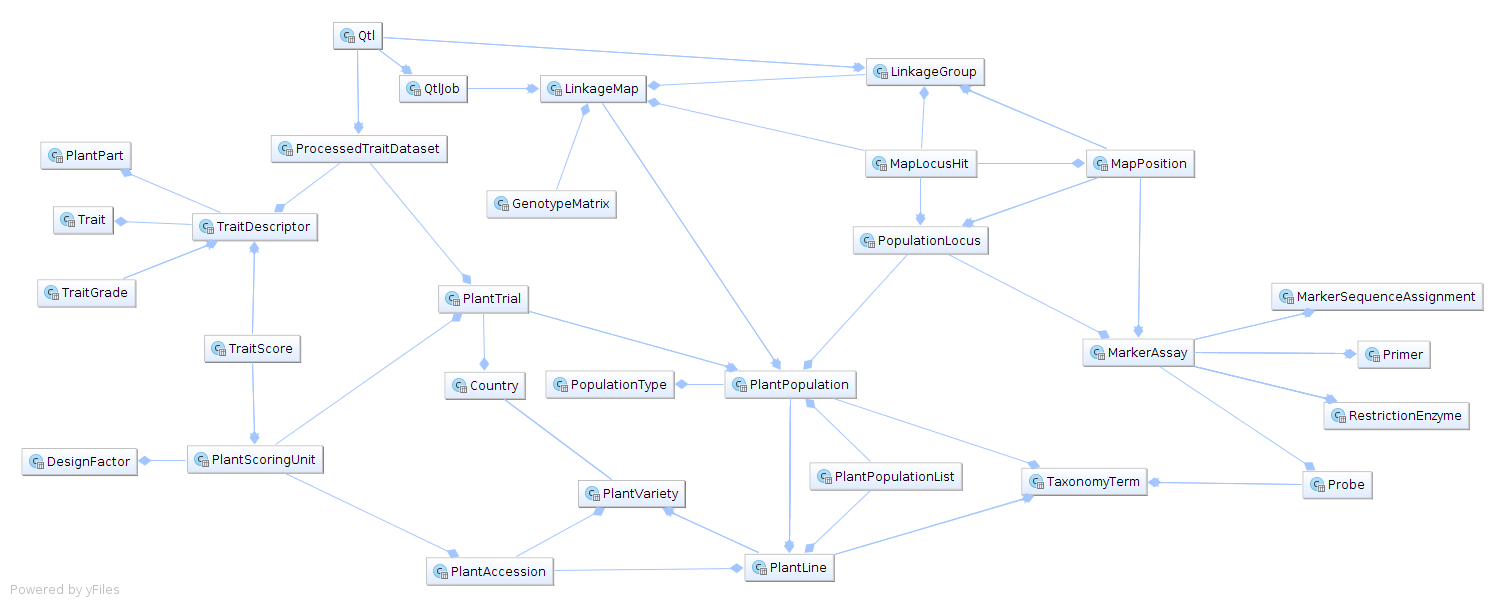 Qtl
LinkageGroup
QtlJob
LinkageMap
ProcessedTraitDataset
PlantPart
MapLocusHit
MapPosition
GenotypeMatrix
Trait
TraitDescriptor
PopulationLocus
TraitGrade
PlantTrial
MarkerSequenceAssignment
TraitScore
MarkerAssay
Primer
Country
PopulationType
PlantPopulation
RestrictionEnzyme
DesignFactor
PlantScoringUnit
PlantPopulationList
TaxonomyTerm
Probe
PlantVariety
PlantAccession
PlantLine
Powered by yFiles